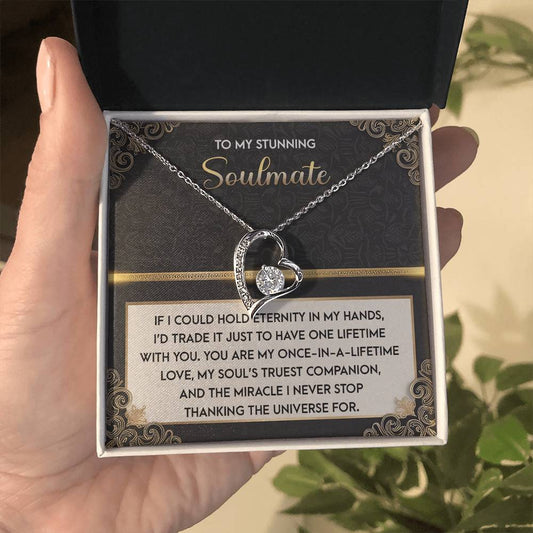 TO MY STUNNING
Soulmate
IF I COULD HOLD ETERNITY IN MY HANDS,
I'D TRADE IT JUST TO HAVE ONE LIFETIME
WITH YOU. YOU ARE MY ONCE-IN-A-LIFETIME
LOVE, MY SOUL'S TRUEST COMPANION,
AND THE MIRACLE I NEVER STOP
THANKING THE UNIVERSE FOR.